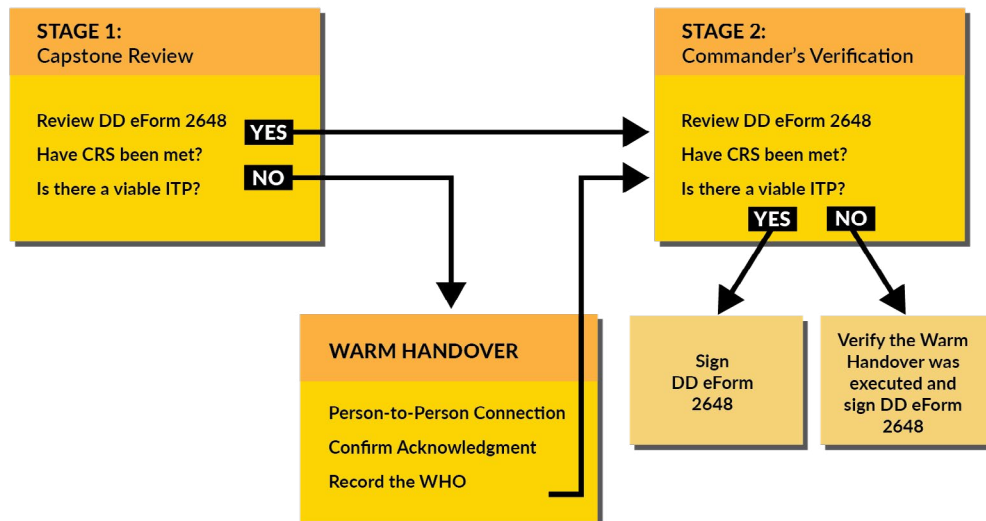 STAGE 1:
Capstone Review
Review DD eForm 2648
Have CRS been met?
Is there a viable ITP?
YES
NO
STAGE 2:
Commander's Verification
Review DD eForm 2648
Have CRS been met?
Is there a viable ITP?
YES
NO
WARM HANDOVER
Person-to-Person Connection
Confirm Acknowledgment
Record the WHO
Sign
DD eForm
2648
Verify the Warm
Handover was
executed and
sign DD eForm
2648